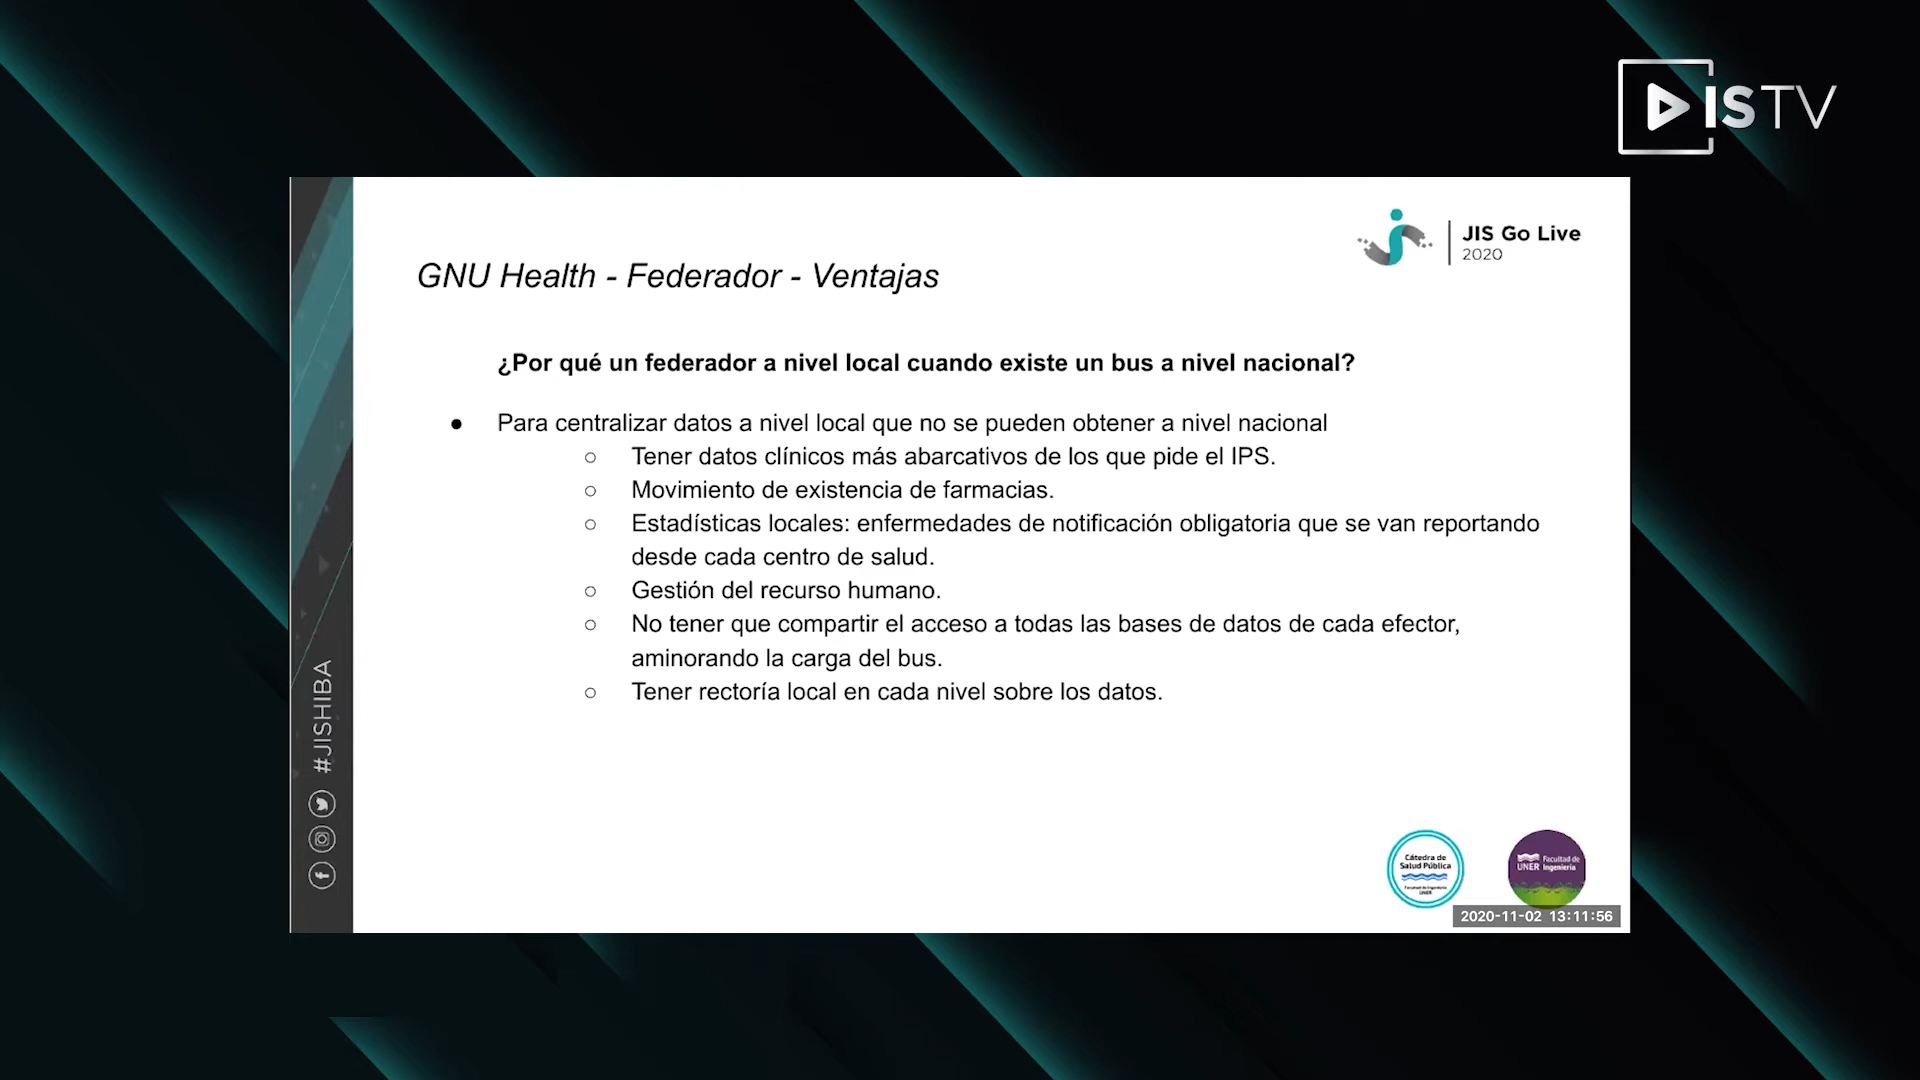 ISTV
JIS Go Live
2020
GNU Health - Federador - Ventajas
¿Por qué un federador a nivel local cuando existe un bus a nivel nacional?
● Para centralizar datos a nivel local que no se pueden obtener a nivel nacional
○ Tener datos clínicos más abarcativos de los que pide el IPS.
○ Movimiento de existencia de farmacias.
○ Estadísticas locales: enfermedades de notificación obligatoria que se van reportando
desde cada centro de salud.
○ Gestión del recurso humano.
○ No tener que compartir el acceso a todas las bases de datos de cada efector,
aminorando la carga del bus.
○ Tener rectoría local en cada nivel sobre los datos.
#JISHIBA
Cátedra de
Salud Pública
Facultad de Ingeniería
UNER
UNER
Facultad de
Ingeniería
2020-11-02 13:11:56